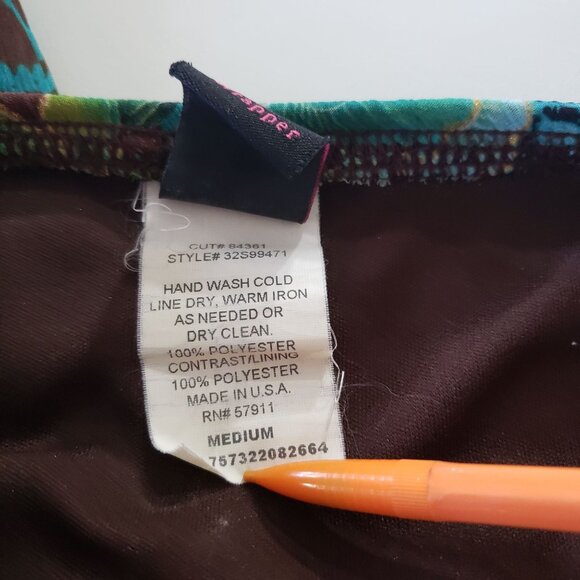 CUT# 84361
STYLE# 32S99471
HAND WASH COLD
LINE DRY, WARM IRON
AS NEEDED OR
DRY CLEAN.
100% POLYESTER
CONTRAST/LINING
100% POLYESTER
MADE IN U.S.A.
RN# 57911
MEDIUM
757322082664